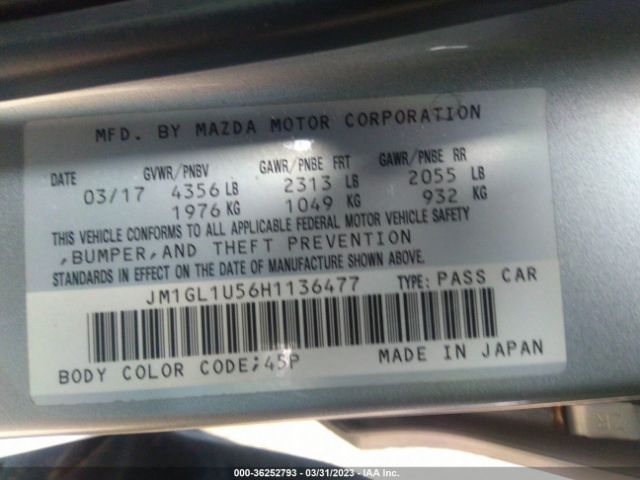 MFD. BY MAZDA MOTOR CORPORATION
DATE GVWR/PNBV GAWR/PNBE FRT GAWR/PNBE RR
03/17 4356 LB 2313 LB 2055 LB
1976 KG 1049 KG 932 KG
THIS VEHICLE CONFORMS TO ALL APPLICABLE FEDERAL MOTOR VEHICLE SAFETY
,BUMPER,AND THEFT PREVENTION
STANDARDS IN EFFECT ON THE DATE OF MANUFACTURE SHOWN ABOVE.
JM1GL1U56H1136477 TYPE: PASS CAR
BODY COLOR CODE;45P MADE IN JAPAN
000-36252793 - 03/31/2023 - IAA Inc.